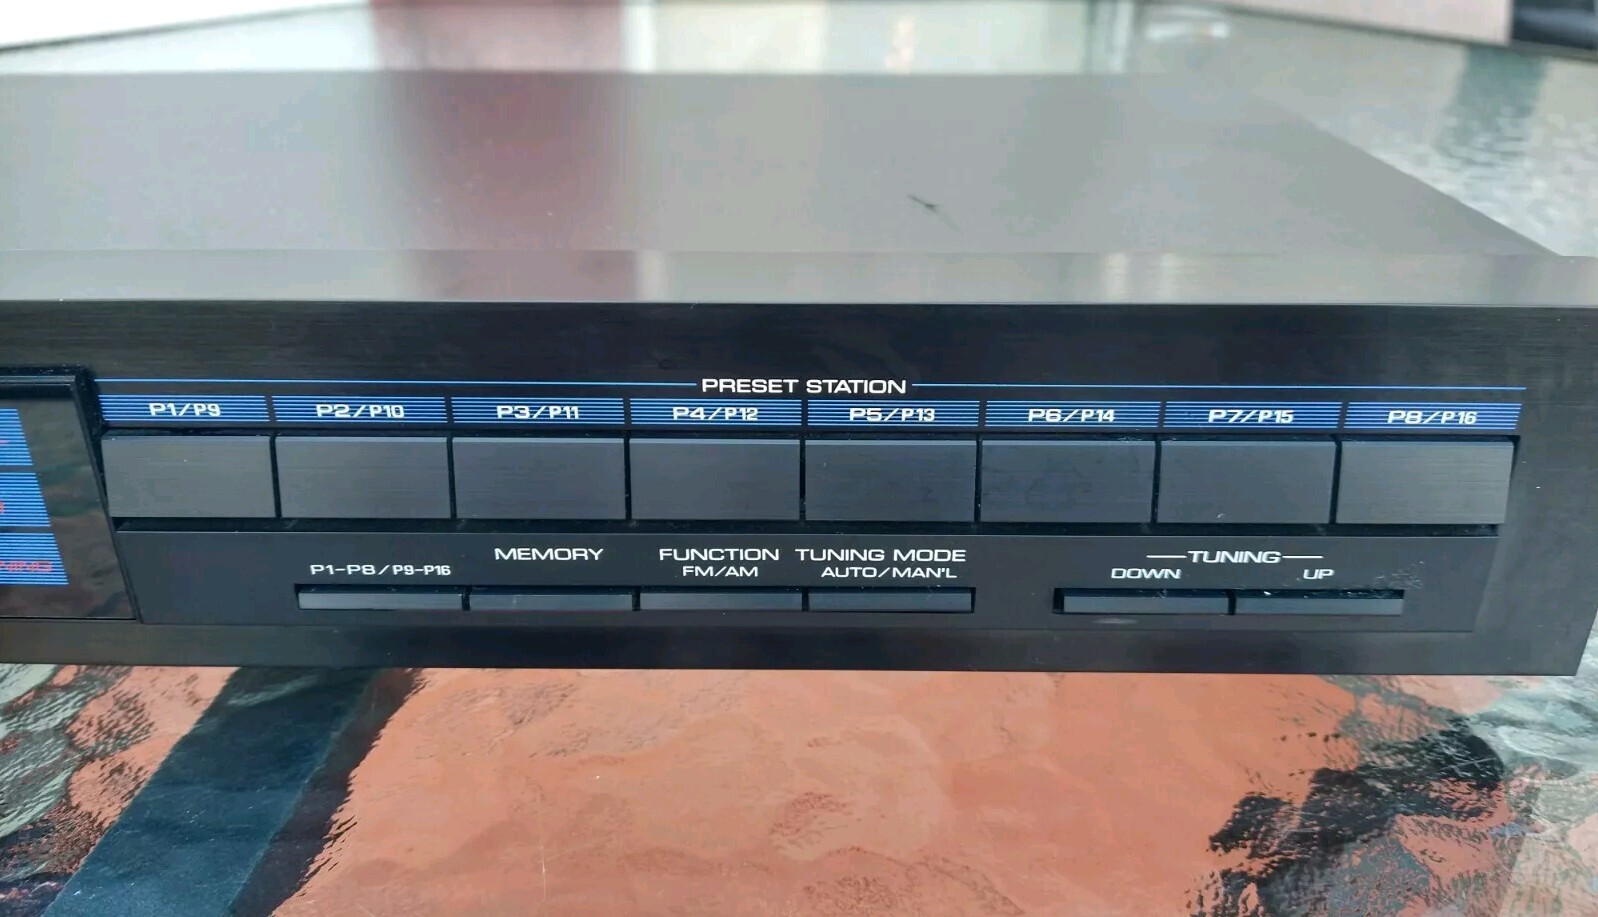 PRESET STATION
P1/P9 P2/P10 P3/P11 P4/P12 P5/P13 P6/P14 P7/P15 P8/P16
MEMORY FUNCTION TUNING MODE TUNING
P1-P8/P9-P16 FM/AM AUTO/MAN'L DOWN UP